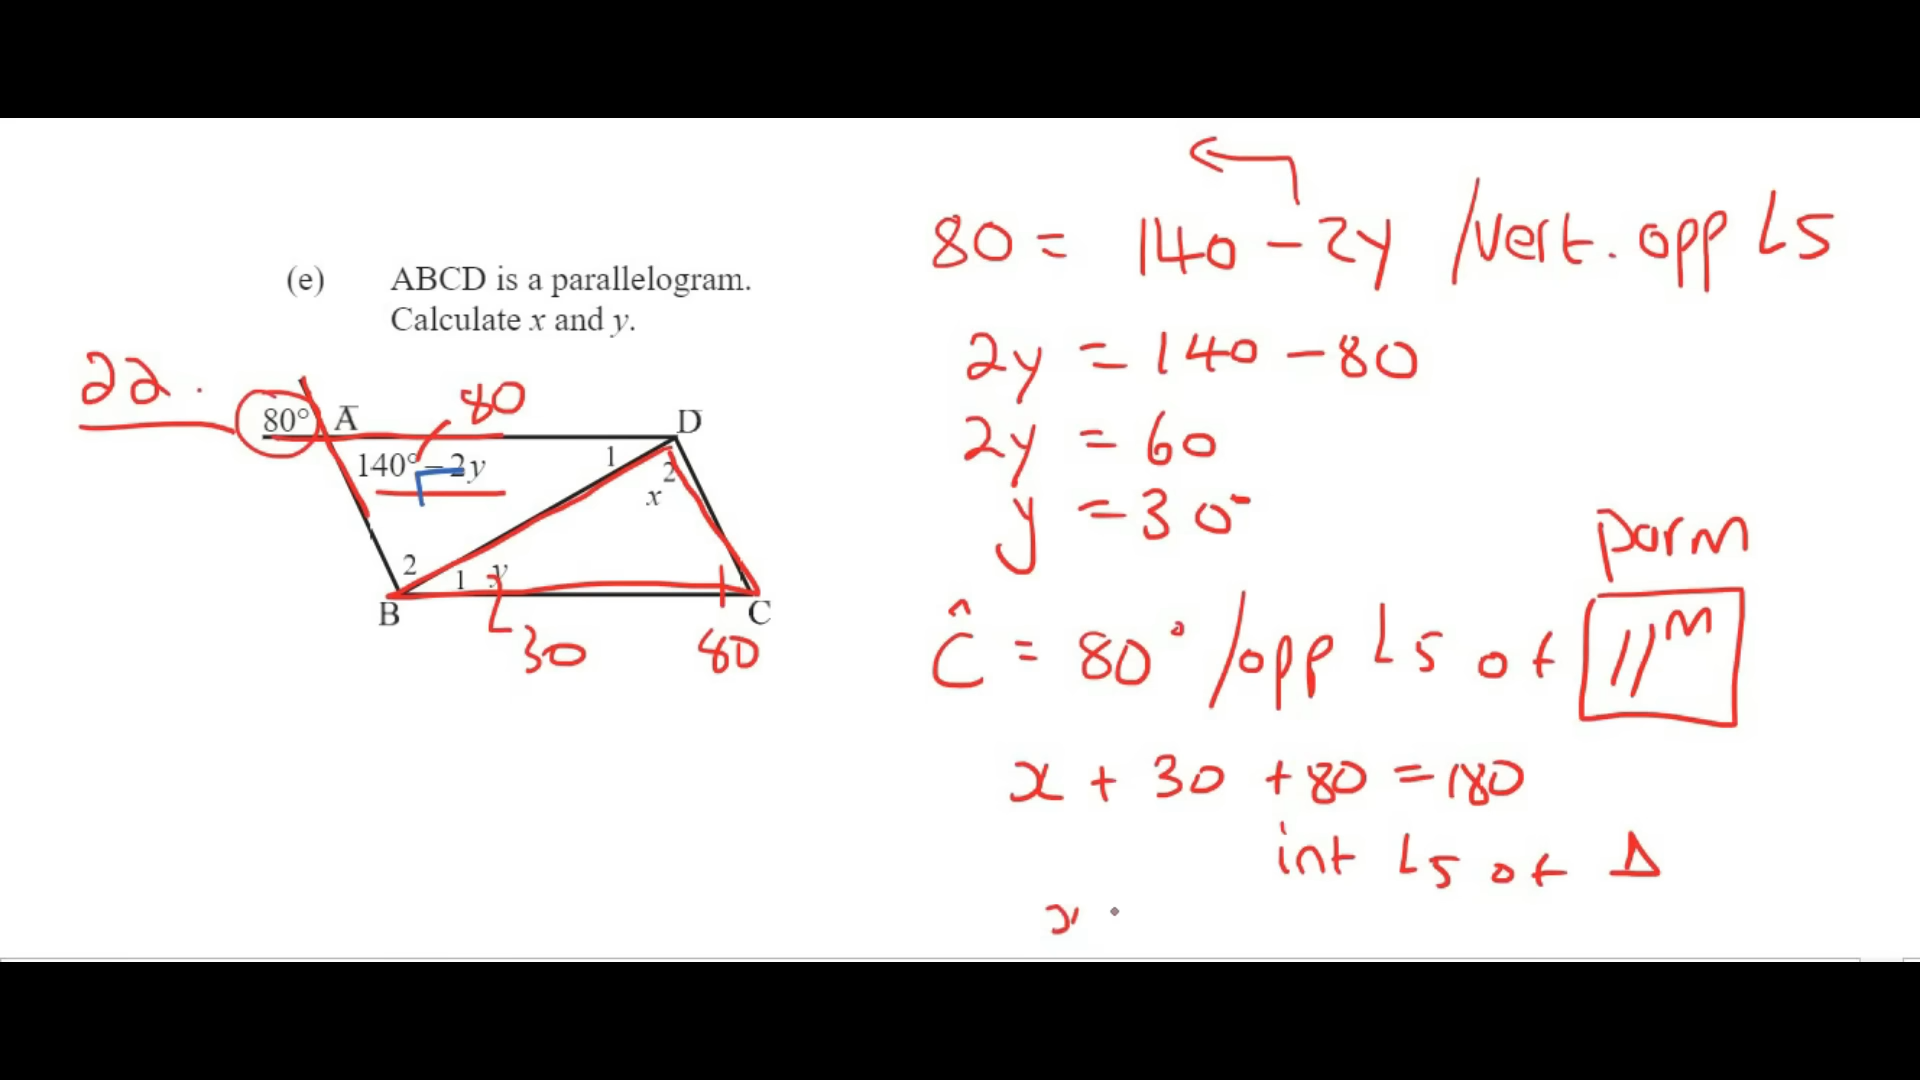 (e) ABCD is a parallelogram.
Calculate x and y.
22.
80
80° A
D
140° – 2y
1
2
x
2
1 y
B
C
30
80
80 = 140 - 2y /vert. opp ∠s
2y = 140 - 80
2y = 60
y = 30°
parm
Ĉ = 80° /opp ∠s of //ᴹ
x + 30 + 80 = 180
int ∠s of Δ
x